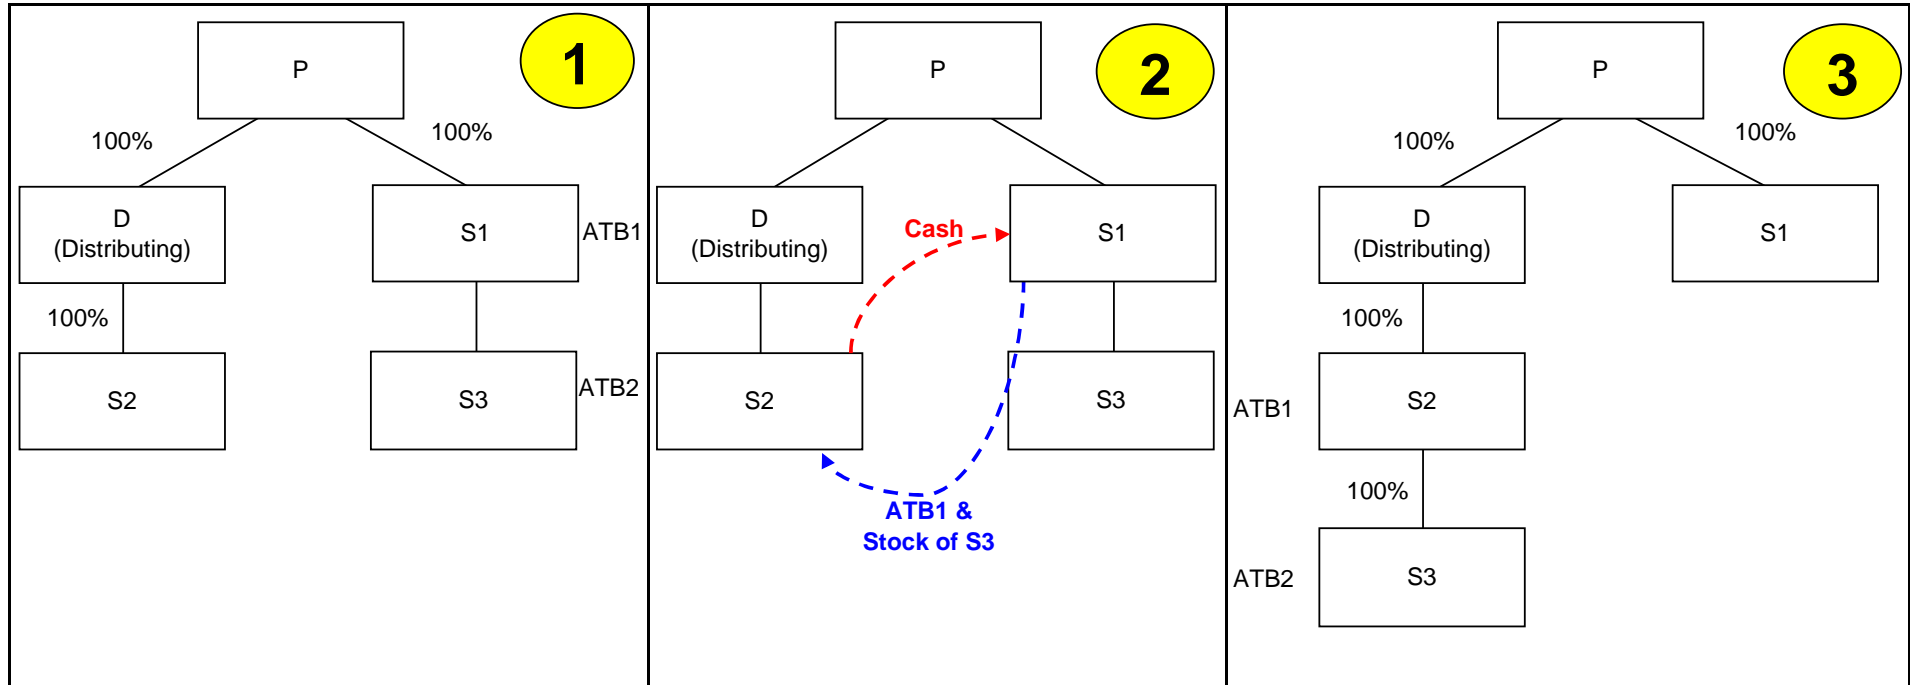 P
1
100%
100%
D
(Distributing)
S1
ATB1
100%
S2
S3
ATB2
P
2
D
(Distributing)
Cash
S1
S2
S3
ATB1 &
Stock of S3
P
3
100%
100%
D
(Distributing)
S1
100%
ATB1
S2
100%
ATB2
S3